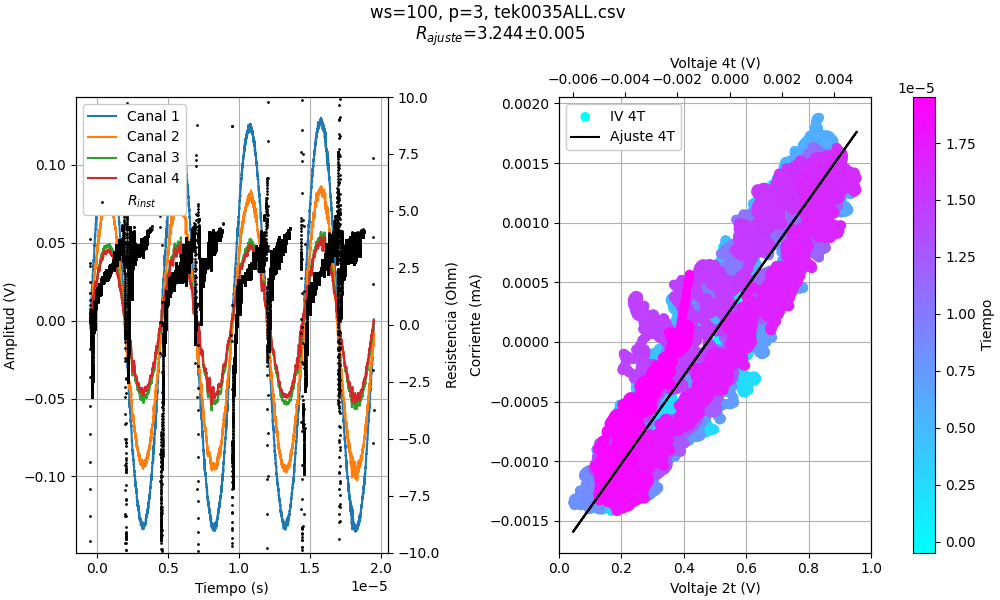 ws=100, p=3, tek0035ALL.csv
R_ajuste=3.244±0.005
Canal 1
Canal 2
Canal 3
Canal 4
R_inst
0.10
0.05
0.00
−0.05
−0.10
Amplitud (V)
0.0
0.5
1.0
1.5
2.0
1e−5
Tiempo (s)
10.0
7.5
5.0
2.5
0.0
−2.5
−5.0
−7.5
−10.0
Resistencia (Ohm)
Voltaje 4t (V)
−0.006
−0.004
−0.002
0.000
0.002
0.004
IV 4T
Ajuste 4T
0.0020
0.0015
0.0010
0.0005
0.0000
−0.0005
−0.0010
−0.0015
Corriente (mA)
0.0
0.2
0.4
0.6
0.8
1.0
Voltaje 2t (V)
1e−5
1.75
1.50
1.25
1.00
0.75
0.50
0.25
0.00
Tiempo